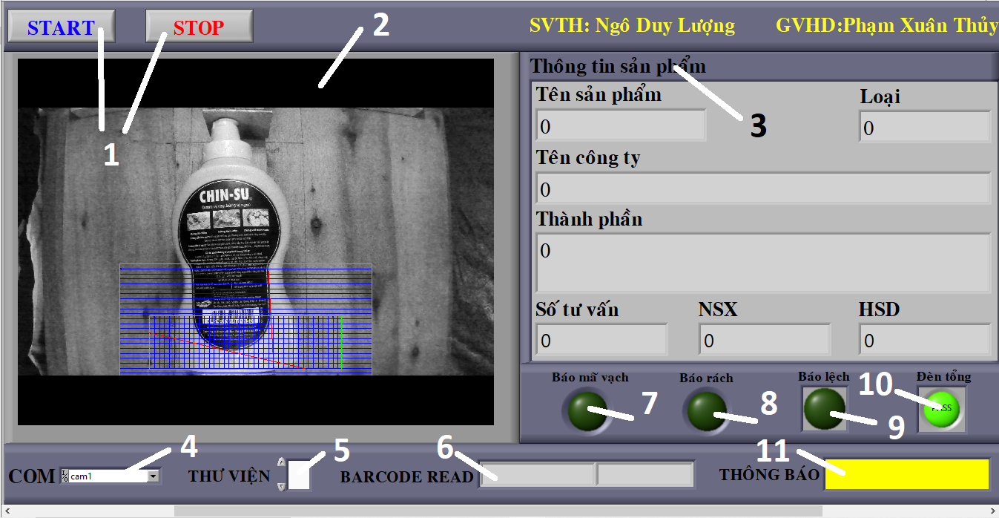 START
STOP
2
SVTH: Ngô Duy Lượng
GVHD:Phạm Xuân Thủy
1
CHIN-SU
Thông tin sản phẩm
3
Tên sản phẩm
Loại
0
0
Tên công ty
0
Thành phần
0
Số tư vấn
NSX
HSD
0
0
0
Báo mã vạch
Báo rách
Báo lệch
Đèn tổng
7
8
9
10
PASS
4
5
6
11
COM
I/O
cam1
THƯ VIỆN
BARCODE READ
THÔNG BÁO